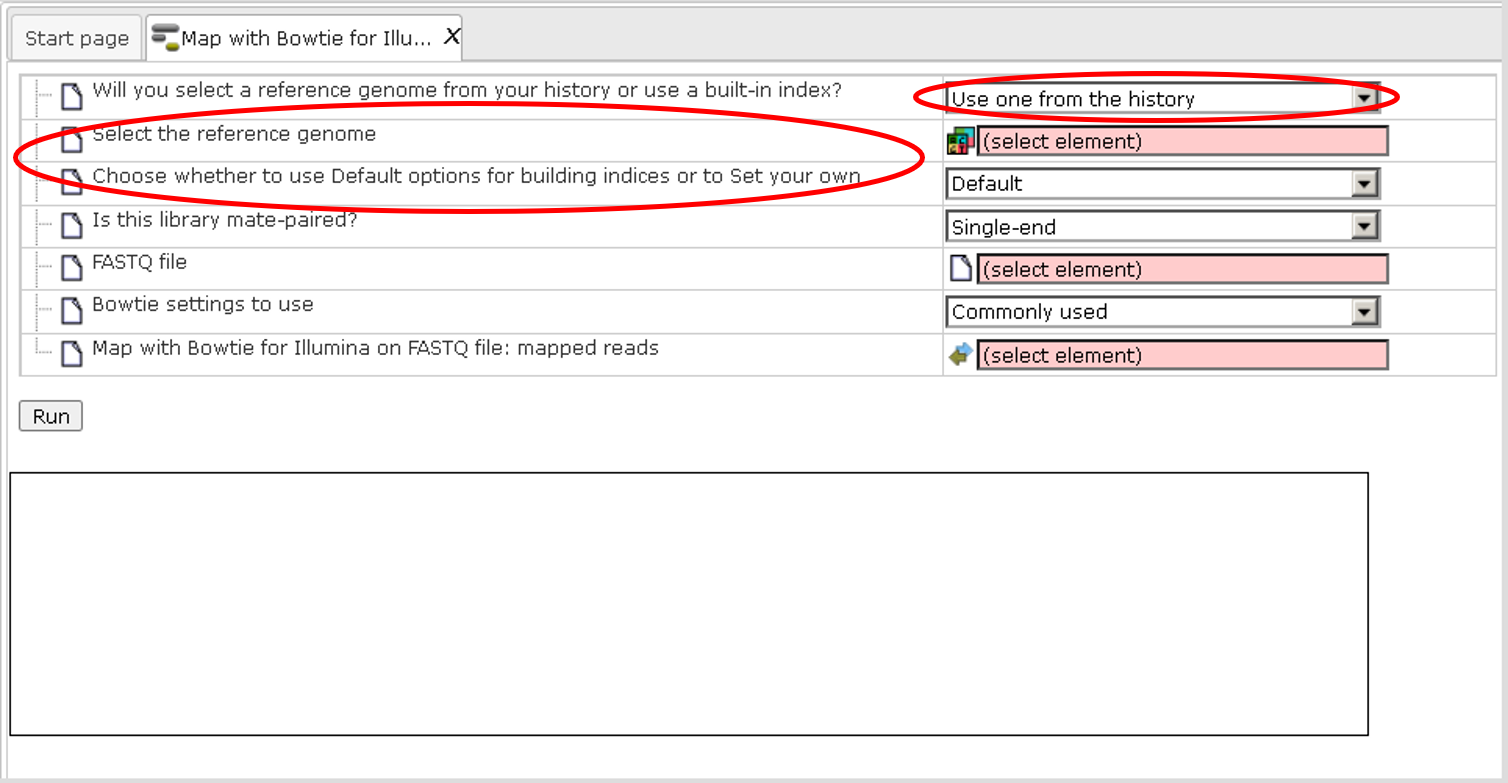 Start page
Map with Bowtie for Illu... X
Will you select a reference genome from your history or use a built-in index?
Use one from the history
Select the reference genome
(select element)
Choose whether to use Default options for building indices or to Set your own
Default
Is this library mate-paired?
Single-end
FASTQ file
(select element)
Bowtie settings to use
Commonly used
Map with Bowtie for Illumina on FASTQ file: mapped reads
(select element)
Run